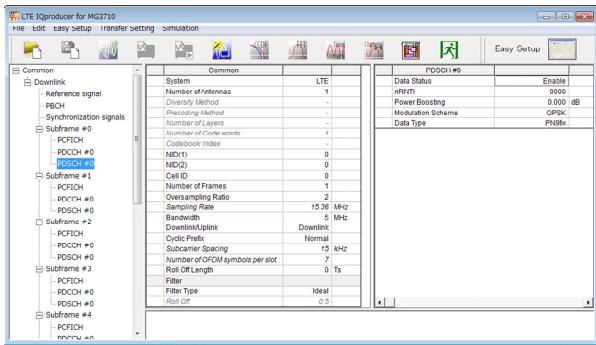 LTE IQproducer for MG3710
File Edit Easy Setup Transfer Setting Simulation
Easy Setup
Common
Downlink
Reference signal
PBCH
Synchronization signals
Subframe #0
PCFICH
PDCCH #0
PDSCH #0
Subframe #1
PCFICH
PDCCH #0
PDSCH #0
Subframe #2
PCFICH
PDCCH #0
PDSCH #0
Subframe #3
PCFICH
PDCCH #0
PDSCH #0
Subframe #4
PCFICH
PDCCH #0
Common
System LTE
Number of Antennas 1
Diversity Method -
Precoding Method -
Number of Layers -
Number of Code words 1
Codebook Index -
NID(1) 0
NID(2) 0
Cell ID 0
Number of Frames 1
Oversampling Ratio 2
Sampling Rate 15.36 MHz
Bandwidth 5 MHz
Downlink/Uplink Downlink
Cyclic Prefix Normal
Subcarrier Spacing 15 kHz
Number of OFDM symbols per slot 7
Roll Off Length 0 Ts
Filter
Filter Type Ideal
Roll Off 0.5
PDSCH #0
Data Status Enable
nRNTI 0000
Power Boosting 0.000 dB
Modulation Scheme QPSK
Data Type PN9fix